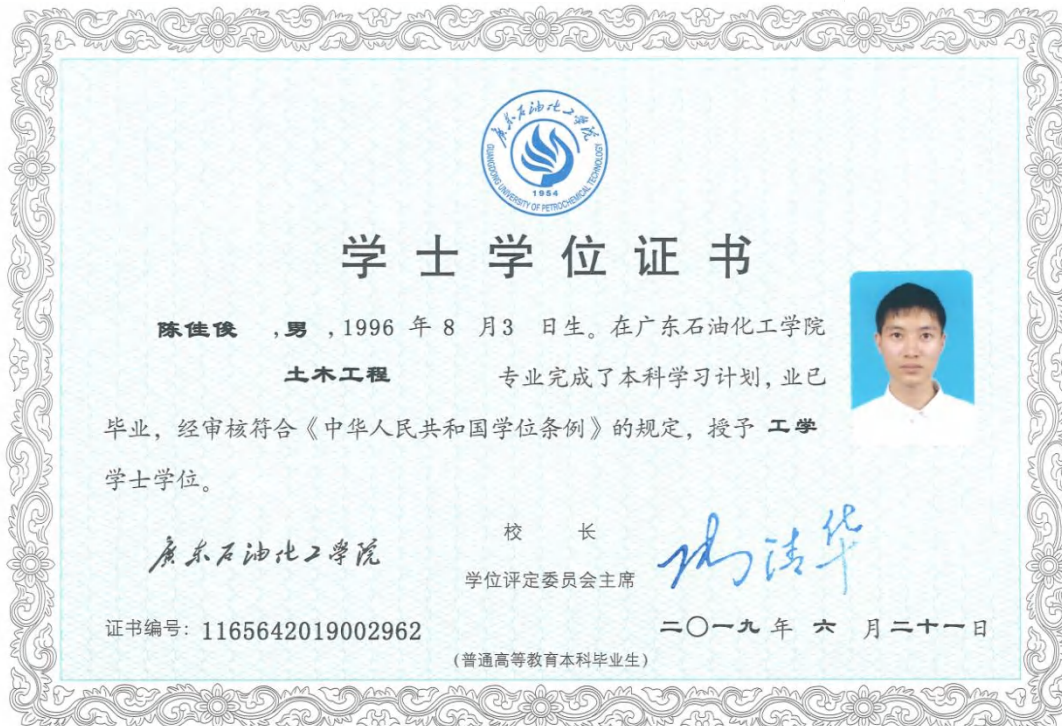 广东石油化工学院
GUANGDONG UNIVERSITY OF PETROCHEMICAL TECHNOLOGY
1954
学士学位证书
陈佳俊 ,男 ,1996 年 8 月3 日生。在广东石油化工学院
土木工程 专业完成了本科学习计划,业已
毕业,经审核符合《中华人民共和国学位条例》的规定,授予 工学
学士学位。
广东石油化工学院
校 长
学位评定委员会主席
证书编号:1165642019002962
二〇一九 年 六 月二十一日
(普通高等教育本科毕业生)